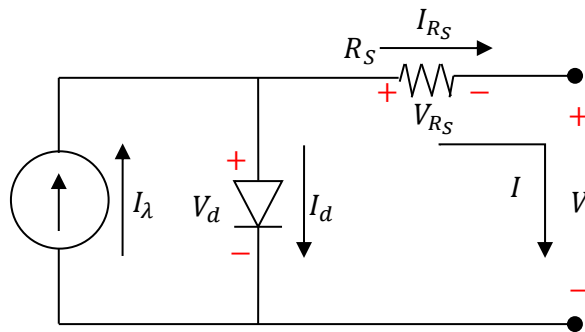 I_{R_S}
R_S
+ −
V_{R_S}
+
+
I_λ
V_d
I_d
I
V
−
−